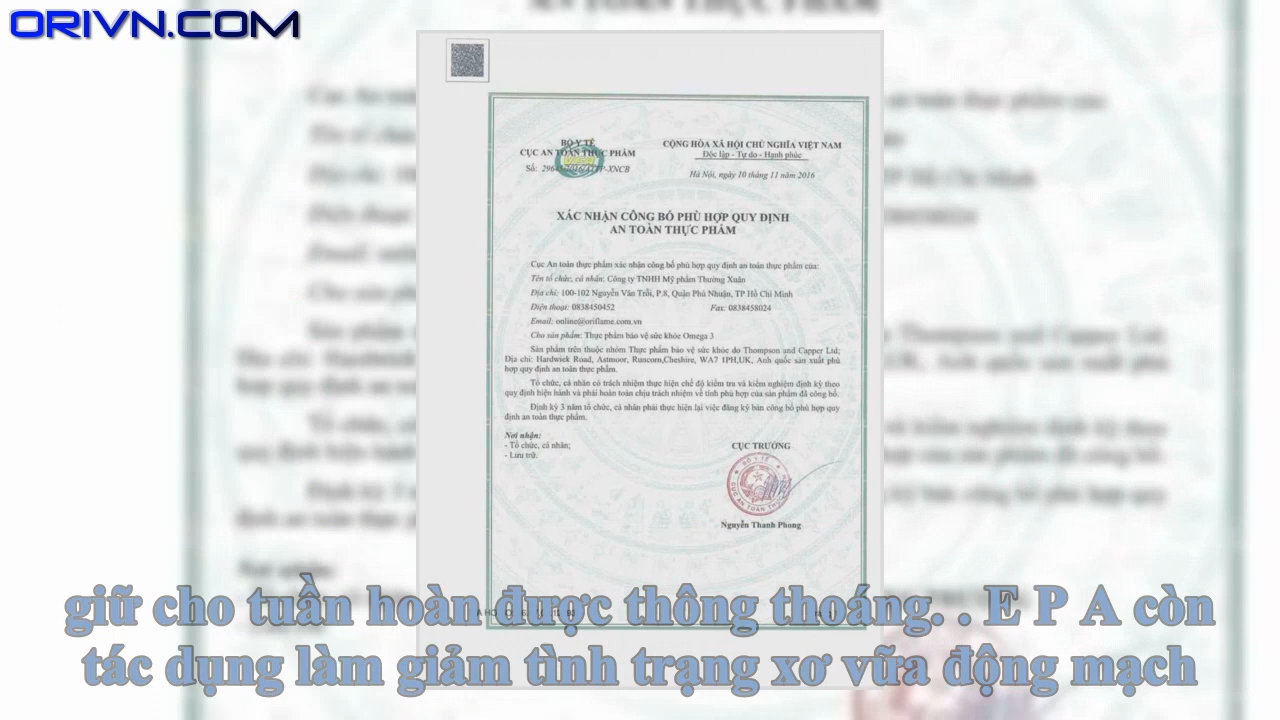 ORIVN.COM
BỘ Y TẾ
CỤC AN TOÀN THỰC PHẨM
Số:
CỘNG HÒA XÃ HỘI CHỦ NGHĨA VIỆT NAM
Độc lập - Tự do - Hạnh phúc
Hà Nội, ngày 10 tháng 11 năm 2016
XÁC NHẬN CÔNG BỐ PHÙ HỢP QUY ĐỊNH
AN TOÀN THỰC PHẨM
Cục An toàn thực phẩm xác nhận công bố phù hợp quy định an toàn thực phẩm của:
Tên tổ chức, cá nhân: Công ty TNHH Mỹ phẩm Thường Xuân
Địa chỉ: 100-102 Nguyễn Văn Trỗi, P.8, Quận Phú Nhuận, TP Hồ Chí Minh
Điện thoại: 0838450452 Fax: 0838458024
Email: online@oriflame.com.vn
Cho sản phẩm: Thực phẩm bảo vệ sức khỏe Omega 3
Sản phẩm trên thuộc nhóm Thực phẩm bảo vệ sức khỏe do Thompson and Capper Ltd;
Địa chỉ: Hardwick Road, Astmoor, Runcorn,Cheshire, WA7 1PH,UK, Anh quốc sản xuất phù
hợp quy định an toàn thực phẩm.
Tổ chức, cá nhân có trách nhiệm thực hiện chế độ kiểm tra và kiểm nghiệm định kỳ theo
quy định hiện hành và phải hoàn toàn chịu trách nhiệm về tính phù hợp của sản phẩm đã công bố.
Định kỳ 3 năm tổ chức, cá nhân phải thực hiện lại việc đăng ký bản công bố phù hợp quy
định an toàn thực phẩm.
Nơi nhận:
- Tổ chức, cá nhân;
- Lưu trữ.
CỤC TRƯỞNG
BỘ Y TẾ
CỤC AN TOÀN THỰC
Nguyễn Thanh Phong
giữ cho tuần hoàn được thông thoáng. . E P A còn
tác dụng làm giảm tình trạng xơ vữa động mạch